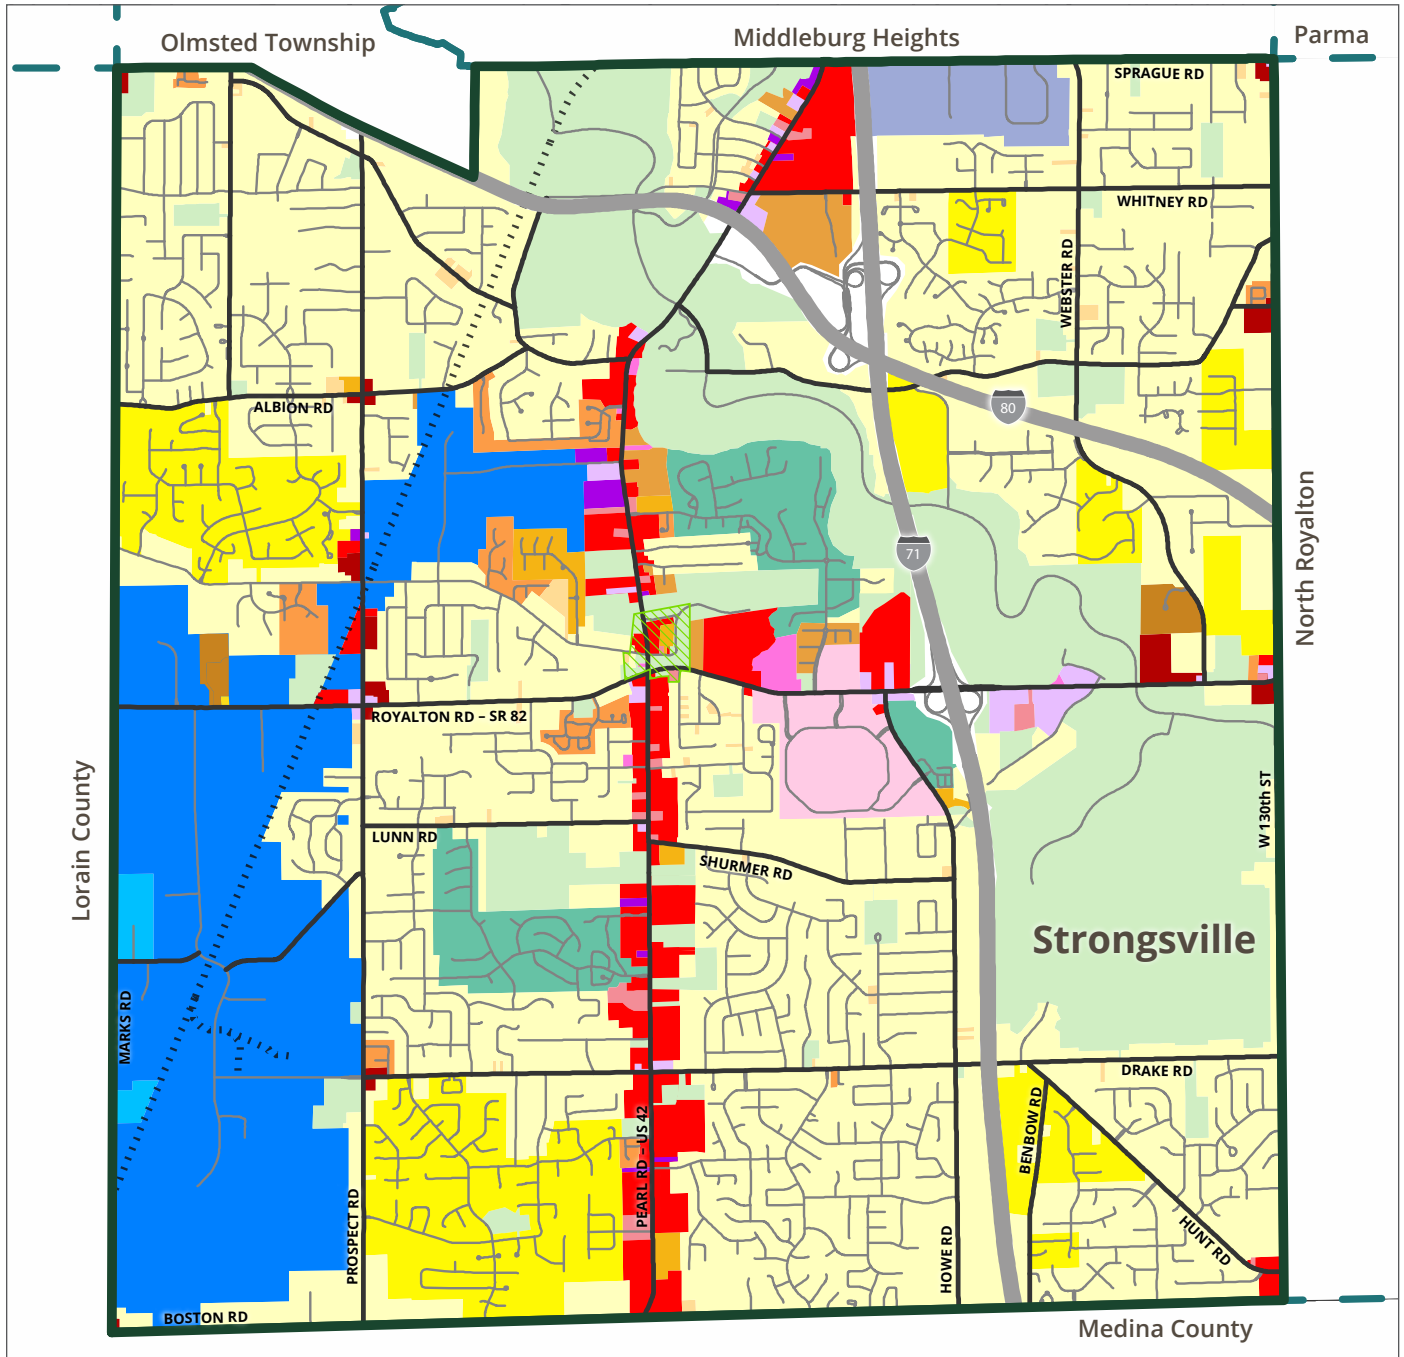 Olmsted Township
Middleburg Heights
Parma
SPRAGUE RD
WHITNEY RD
WEBSTER RD
ALBION RD
80
71
North Royalton
ROYALTON RD – SR 82
Lorain County
W 130th ST
LUNN RD
SHURMER RD
Strongsville
MARKS RD
DRAKE RD
BENBOW RD
PEARL RD – US 42
PROSPECT RD
HOWE RD
HUNT RD
BOSTON RD
Medina County